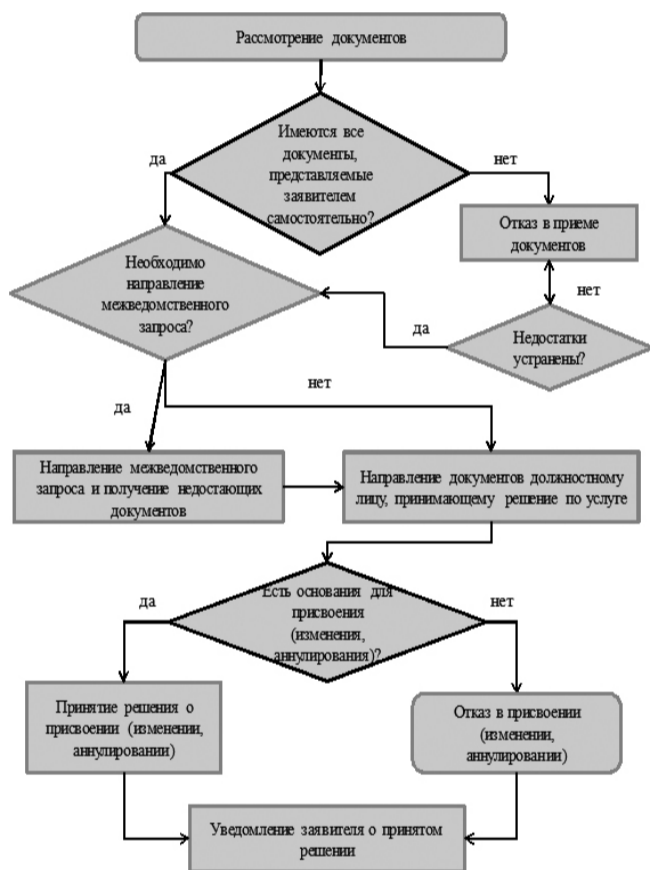 Рассмотрение документов
Имеются все
документы,
представляемые
заявителем
самостоятельно?
да
нет
Отказ в приеме
документов
Необходимо
направление
межведомственного
запроса?
нет
да
Недостатки
устранены?
нет
да
Направление межведомственного
запроса и получение недостающих
документов
Направление документов должностному
лицу, принимающему решение по услуге
Есть основания для
присвоения
(изменения,
аннулирования)?
да
нет
Принятие решения о
присвоении (изменении,
аннулировании)
Отказ в присвоении
(изменении,
аннулировании)
Уведомление заявителя о принятом
решении